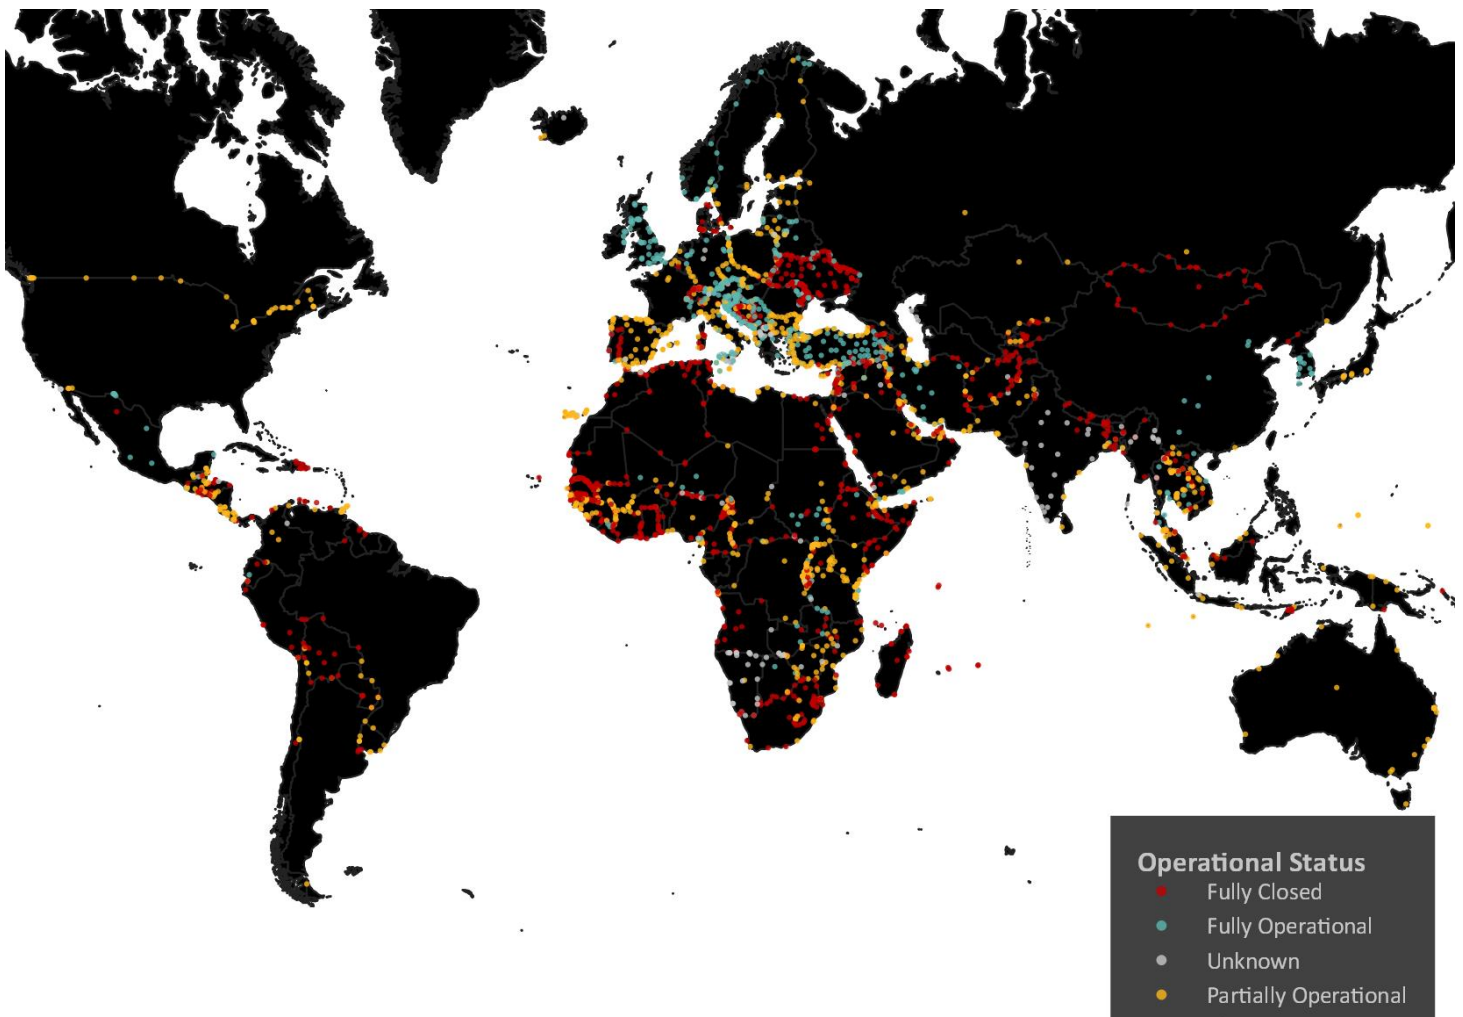 Operational Status
Fully Closed
Fully Operational
Unknown
Partially Operational